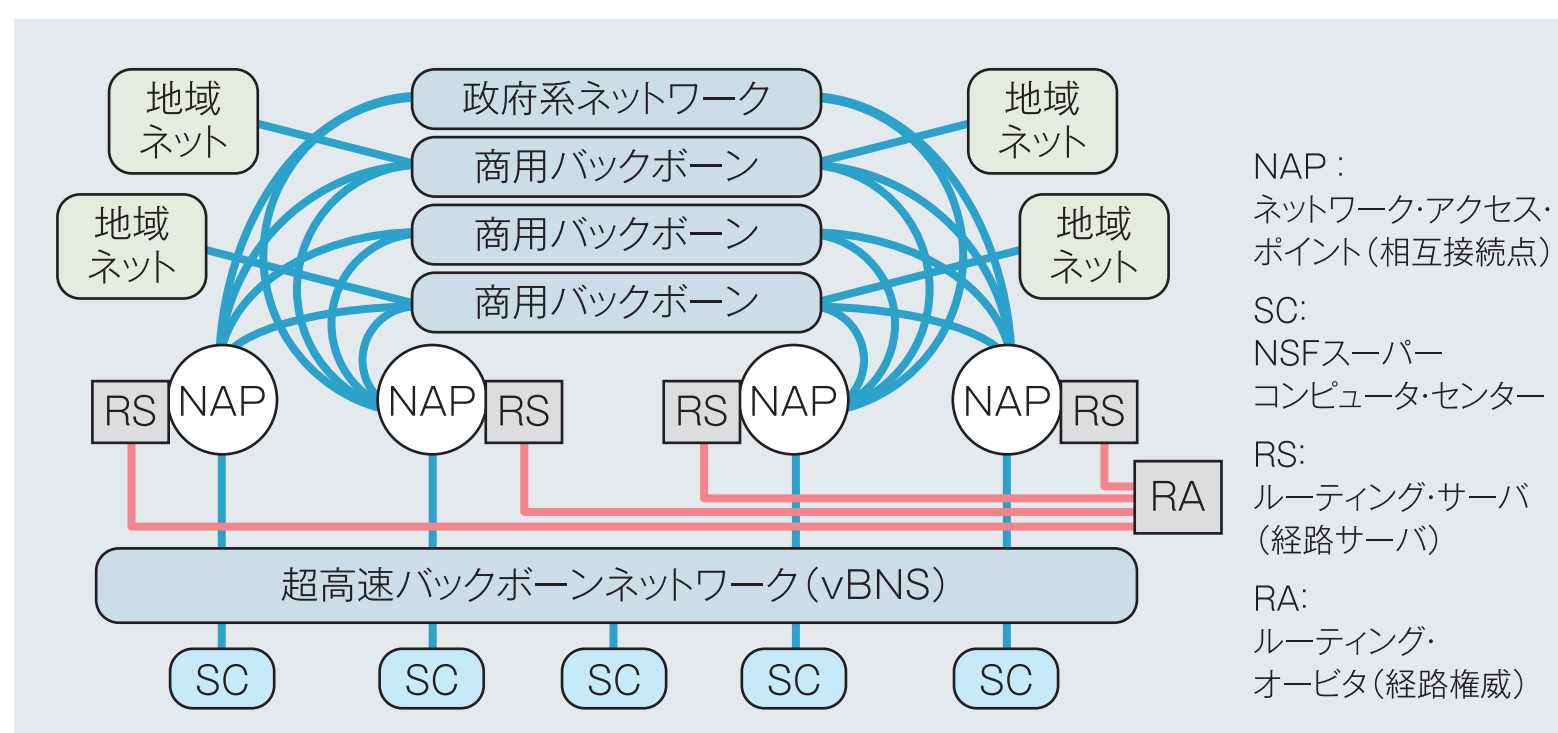 地域
ネット
政府系ネットワーク
地域
ネット
商用バックボーン
地域
ネット
商用バックボーン
地域
ネット
商用バックボーン
RS
NAP
NAP
RS
RS
NAP
NAP
RS
RA
超高速バックボーンネットワーク(vBNS)
SC
SC
SC
SC
SC
NAP:
ネットワーク・アクセス・
ポイント(相互接続点)
SC:
NSFスーパー
コンピュータ・センター
RS:
ルーティング・サーバ
(経路サーバ)
RA:
ルーティング・
オービタ(経路権威)